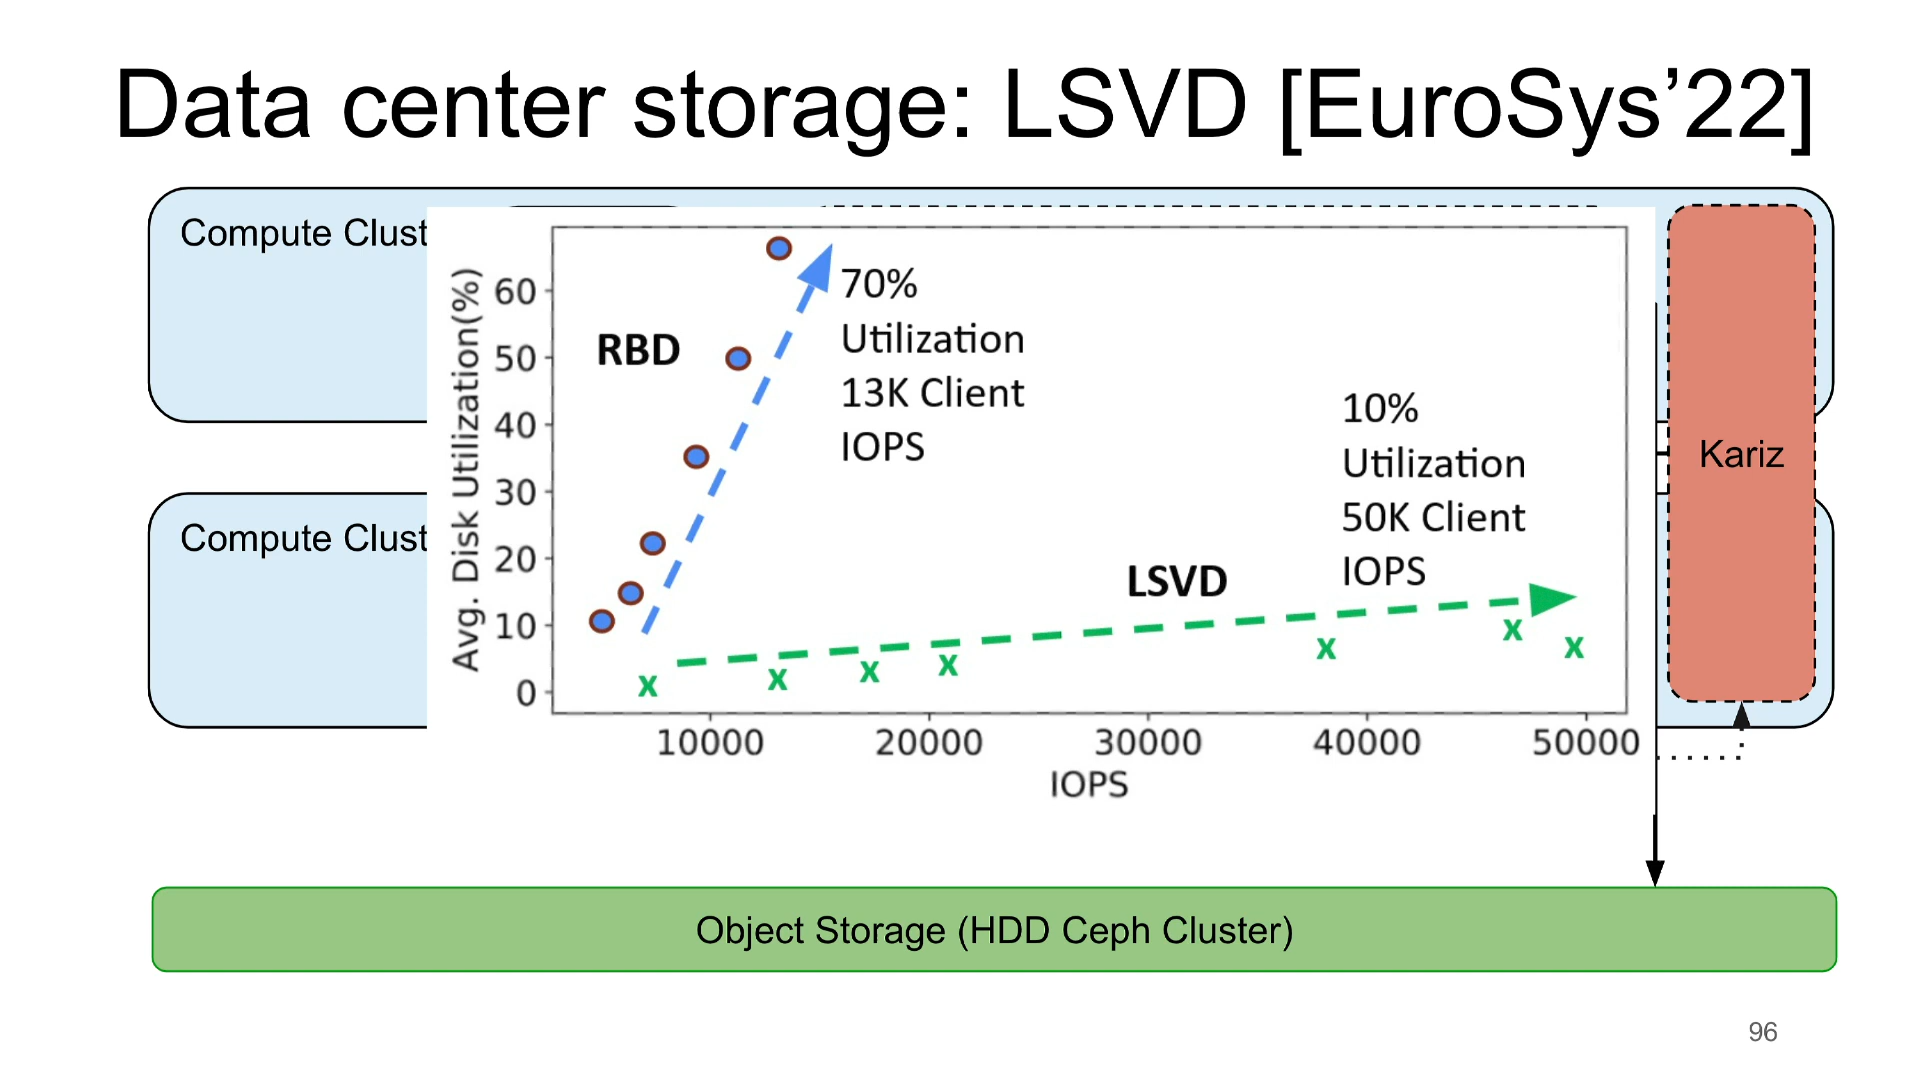 Data center storage: LSVD [EuroSys’22]
Compute Clust
Compute Clust
Kariz
Avg. Disk Utilization(%)
60
50
40
30
20
10
0
RBD
70%
Utilization
13K Client
IOPS
10%
Utilization
50K Client
IOPS
LSVD
x x x x x x x
10000 20000 30000 40000 50000
IOPS
Object Storage (HDD Ceph Cluster)
96